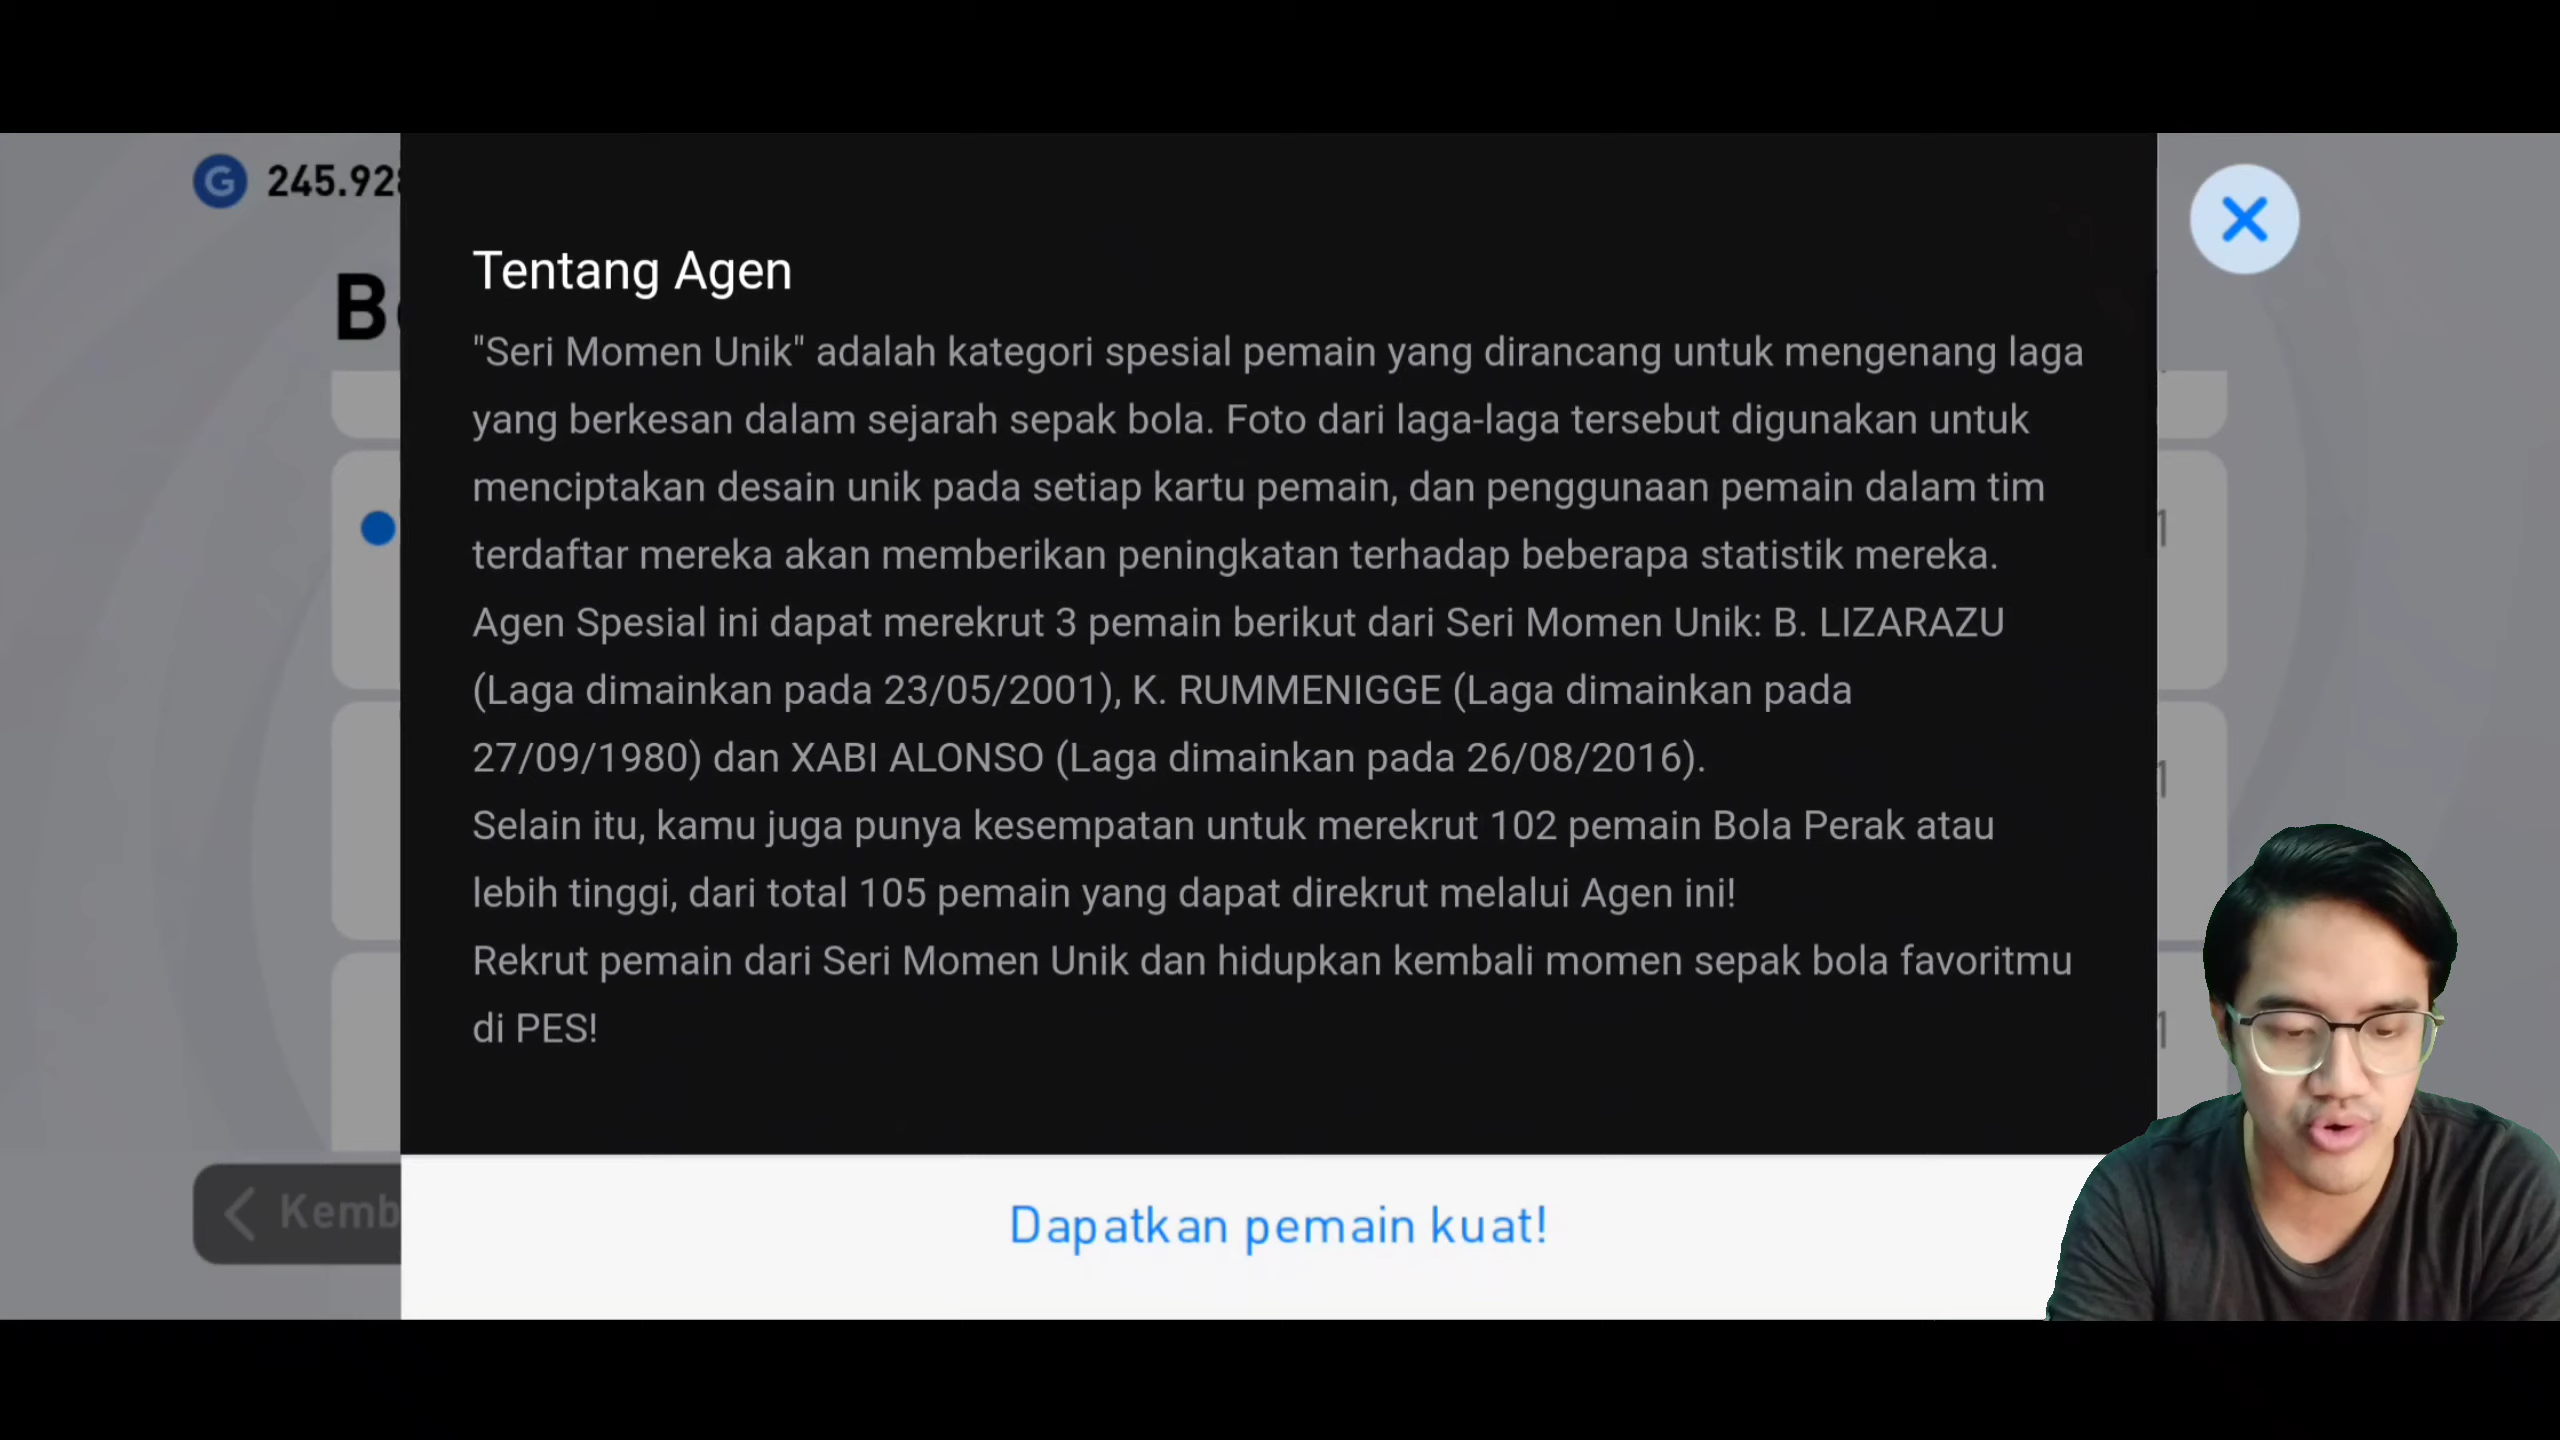 G 245.928
Tentang Agen
"Seri Momen Unik" adalah kategori spesial pemain yang dirancang untuk mengenang laga
yang berkesan dalam sejarah sepak bola. Foto dari laga-laga tersebut digunakan untuk
menciptakan desain unik pada setiap kartu pemain, dan penggunaan pemain dalam tim
terdaftar mereka akan memberikan peningkatan terhadap beberapa statistik mereka.
Agen Spesial ini dapat merekrut 3 pemain berikut dari Seri Momen Unik: B. LIZARAZU
(Laga dimainkan pada 23/05/2001), K. RUMMENIGGE (Laga dimainkan pada
27/09/1980) dan XABI ALONSO (Laga dimainkan pada 26/08/2016).
Selain itu, kamu juga punya kesempatan untuk merekrut 102 pemain Bola Perak atau
lebih tinggi, dari total 105 pemain yang dapat direkrut melalui Agen ini!
Rekrut pemain dari Seri Momen Unik dan hidupkan kembali momen sepak bola favoritmu
di PES!
1
1
1
Kemb
Dapatkan pemain kuat!